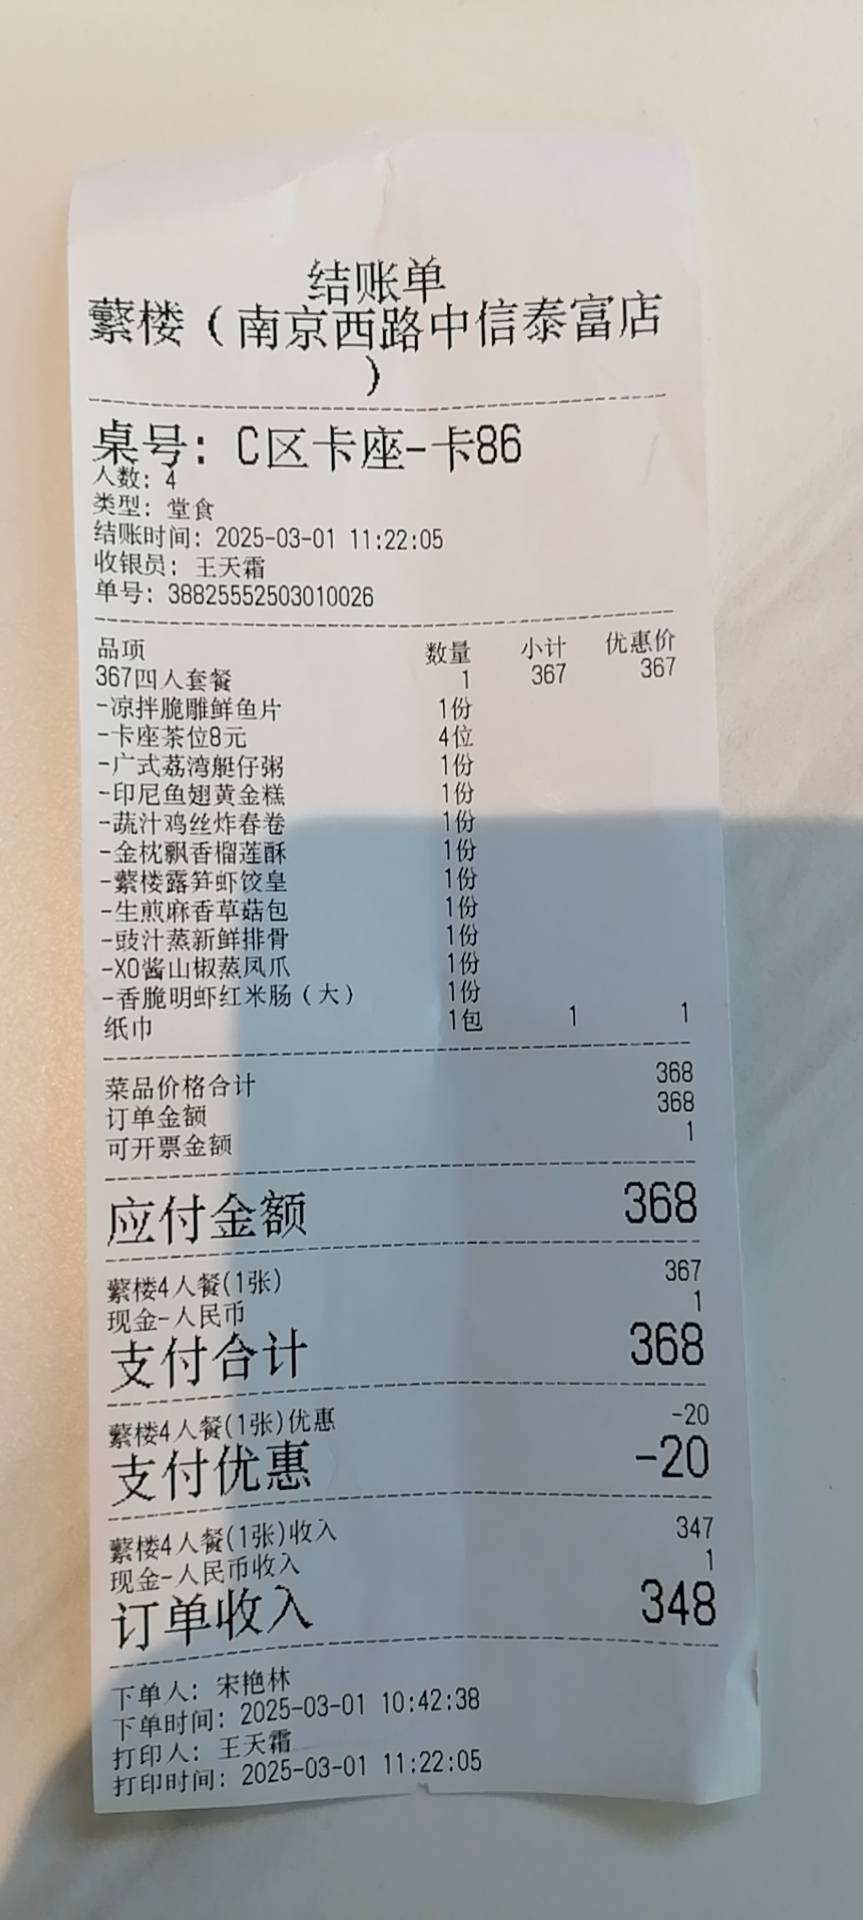 结账单
蘩楼（南京西路中信泰富店
）
桌号: C区卡座-卡86
人数: 4
类型: 堂食
结账时间: 2025-03-01 11:22:05
收银员: 王天霜
单号: 38825552503010026
品项 数量 小计 优惠价
367四人套餐 1 367 367
-凉拌脆雕鲜鱼片 1份
-卡座茶位8元 4位
-广式荔湾艇仔粥 1份
-印尼鱼翅黄金糕 1份
-蔬汁鸡丝炸春卷 1份
-金枕飘香榴莲酥 1份
-蘩楼露笋虾饺皇 1份
-生煎麻香草菇包 1份
-豉汁蒸新鲜排骨 1份
-XO酱山椒蒸凤爪 1份
-香脆明虾红米肠（大） 1份
纸巾 1包 1 1
菜品价格合计 368
订单金额 368
可开票金额 1
应付金额 368
蘩楼4人餐(1张) 367
现金-人民币 1
支付合计 368
蘩楼4人餐(1张)优惠 -20
支付优惠 -20
蘩楼4人餐(1张)收入 347
现金-人民币收入 1
订单收入 348
下单人: 宋艳林
下单时间: 2025-03-01 10:42:38
打印人: 王天霜
打印时间: 2025-03-01 11:22:05